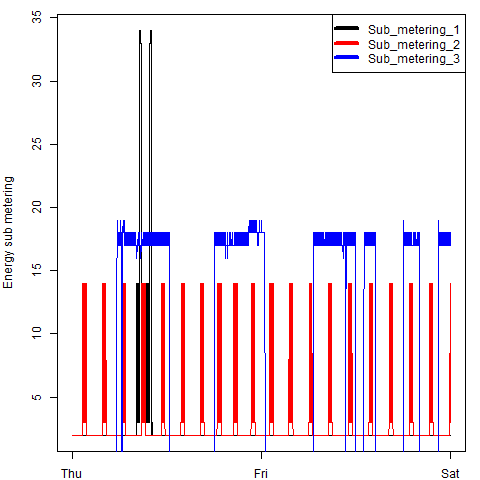 35
30
25
20
15
10
5
Energy sub metering
Sub_metering_1
Sub_metering_2
Sub_metering_3
Thu
Fri
Sat